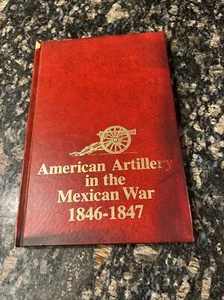 American Artillery
in the
Mexican War
1846-1847